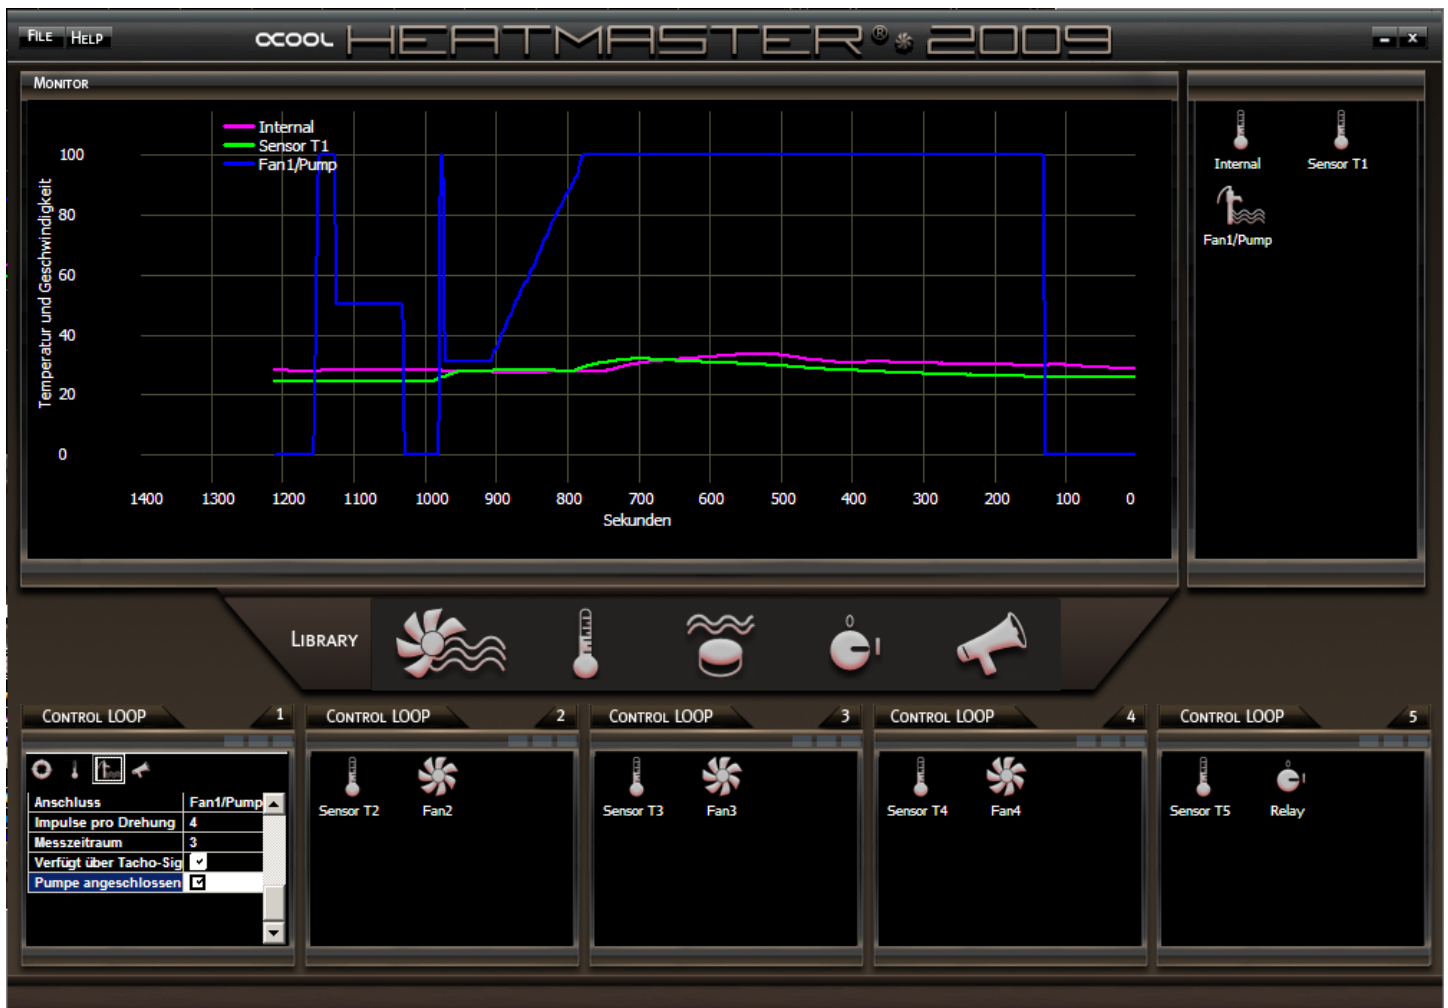 File Help
ocool HEATMASTER® 2009
Monitor
Internal
Sensor T1
Fan1/Pump
Temperatur und Geschwindigkeit
100
80
60
40
20
0
1400 1300 1200 1100 1000 900 800 700 600 500 400 300 200 100 0
Sekunden
Internal Sensor T1
Fan1/Pump
Library
0
Control LOOP 1
Anschluss Fan1/Pump
Impulse pro Drehung 4
Messzeitraum 3
Verfügt über Tacho-Sig
Pumpe angeschlossen
Control LOOP 2
Sensor T2 Fan2
Control LOOP 3
Sensor T3 Fan3
Control LOOP 4
Sensor T4 Fan4
Control LOOP 5
Sensor T5 Relay